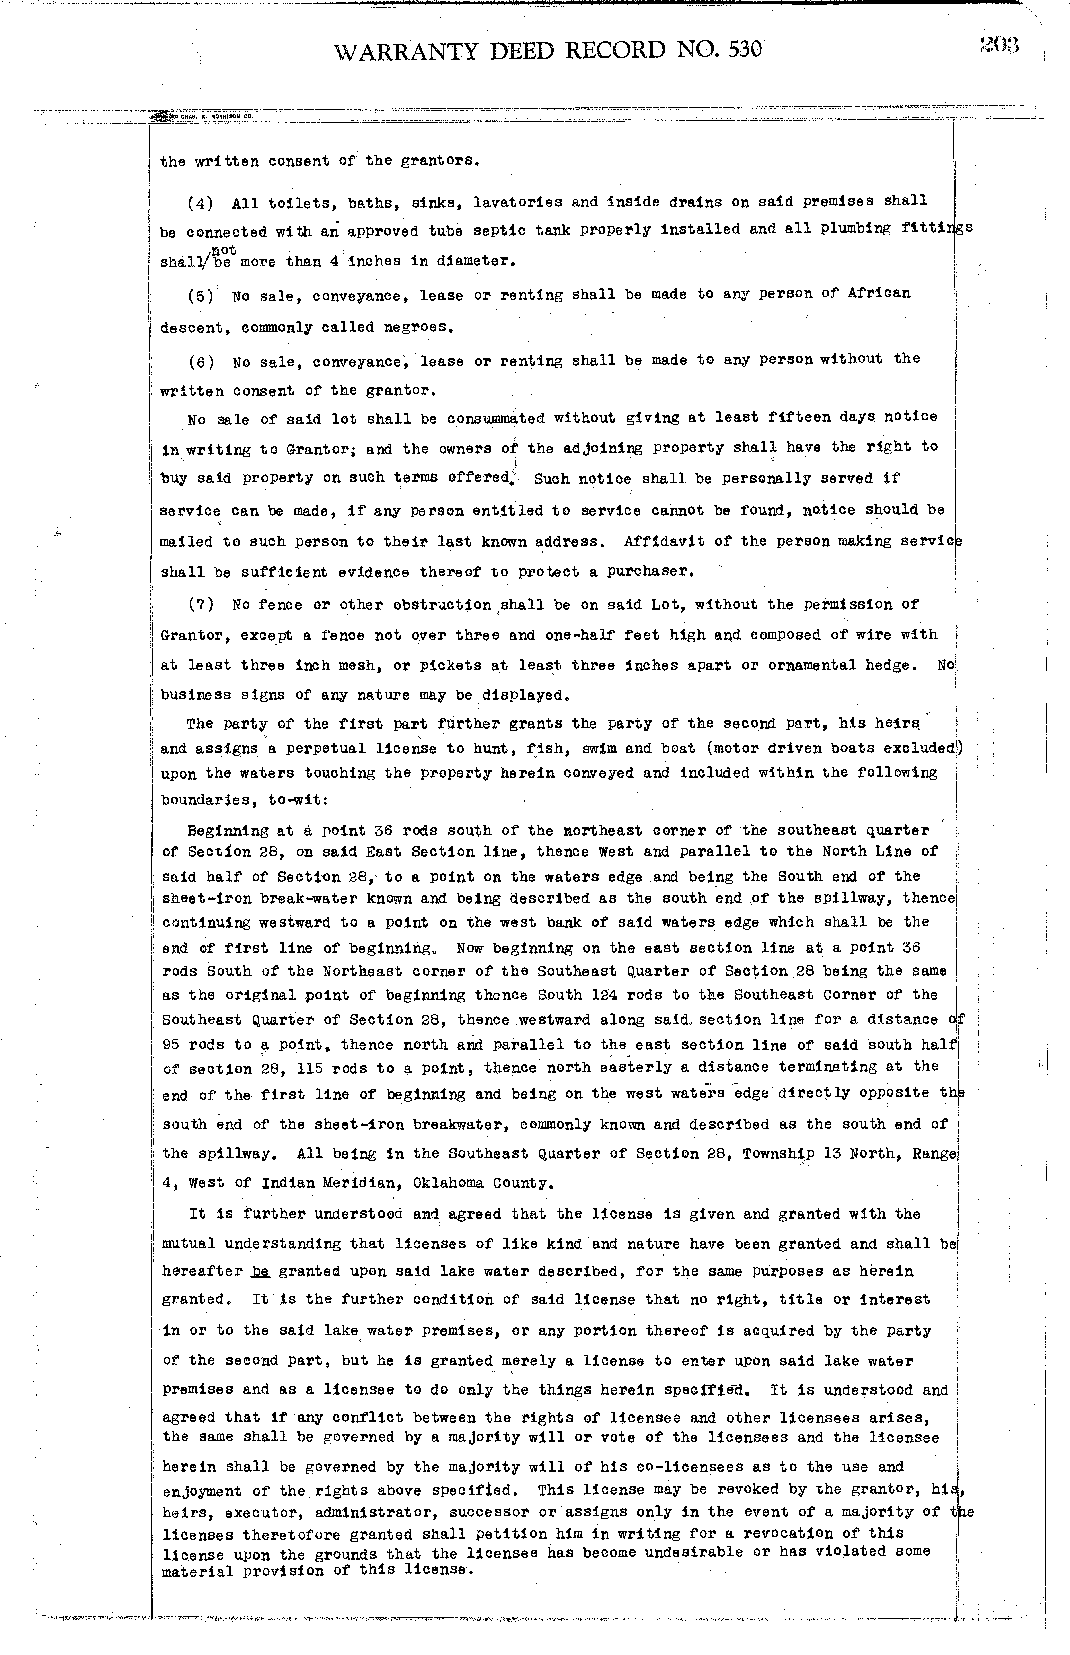 WARRANTY DEED RECORD NO. 530
203
the written consent of the grantors.
(4) All toilets, baths, sinks, lavatories and inside drains on said premises shall
be connected with an approved tube septic tank properly installed and all plumbing fittings
shall/not be more than 4 inches in diameter.
(5) No sale, conveyance, lease or renting shall be made to any person of African
descent, commonly called negroes.
(6) No sale, conveyance, lease or renting shall be made to any person without the
written consent of the grantor.
No sale of said lot shall be consummated without giving at least fifteen days notice
in writing to Grantor; and the owners of the adjoining property shall have the right to
buy said property on such terms offered. Such notice shall be personally served if
service can be made, if any person entitled to service cannot be found, notice should be
mailed to such person to their last known address. Affidavit of the person making service
shall be sufficient evidence thereof to protect a purchaser.
(7) No fence or other obstruction shall be on said Lot, without the permission of
Grantor, except a fence not over three and one-half feet high and composed of wire with
at least three inch mesh, or pickets at least three inches apart or ornamental hedge. No
business signs of any nature may be displayed.
The party of the first part further grants the party of the second part, his heirs
and assigns a perpetual license to hunt, fish, swim and boat (motor driven boats excluded)
upon the waters touching the property herein conveyed and included within the following
boundaries, to-wit:
Beginning at a point 36 rods south of the northeast corner of the southeast quarter
of Section 28, on said East Section line, thence West and parallel to the North Line of
said half of Section 28, to a point on the waters edge and being the South end of the
sheet-iron break-water known and being described as the south end of the spillway, thence
continuing westward to a point on the west bank of said waters edge which shall be the
end of first line of beginning. Now beginning on the east section line at a point 36
rods South of the Northeast corner of the Southeast Quarter of Section 28 being the same
as the original point of beginning thence South 124 rods to the Southeast Corner of the
Southeast Quarter of Section 28, thence westward along said section line for a distance of
95 rods to a point, thence north and parallel to the east section line of said south half
of section 28, 115 rods to a point, thence north easterly a distance terminating at the
end of the first line of beginning and being on the west waters edge directly opposite the
south end of the sheet-iron breakwater, commonly known and described as the south end of
the spillway. All being in the Southeast Quarter of Section 28, Township 13 North, Range
4, West of Indian Meridian, Oklahoma County.
It is further understood and agreed that the license is given and granted with the
mutual understanding that licenses of like kind and nature have been granted and shall be
hereafter be granted upon said lake water described, for the same purposes as herein
granted. It is the further condition of said license that no right, title or interest
in or to the said lake water premises, or any portion thereof is acquired by the party
of the second part, but he is granted merely a license to enter upon said lake water
premises and as a licensee to do only the things herein specified. It is understood and
agreed that if any conflict between the rights of licensee and other licensees arises,
the same shall be governed by a majority will or vote of the licensees and the licensee
herein shall be governed by the majority will of his co-licensees as to the use and
enjoyment of the rights above specified. This license may be revoked by the grantor, his,
heirs, executor, administrator, successor or assigns only in the event of a majority of the
licenses theretofore granted shall petition him in writing for a revocation of this
license upon the grounds that the licensee has become undesirable or has violated some
material provision of this license.